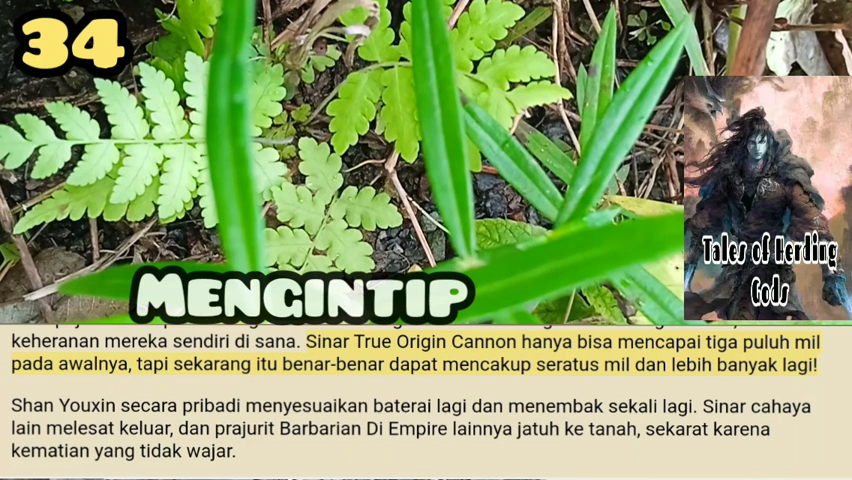 34
Tales of Herding
Gods
MENGINTIP
keheranan mereka sendiri di sana. Sinar True Origin Cannon hanya bisa mencapai tiga puluh mil
pada awalnya, tapi sekarang itu benar-benar dapat mencakup seratus mil dan lebih banyak lagi!
Shan Youxin secara pribadi menyesuaikan baterai lagi dan menembak sekali lagi. Sinar cahaya
lain melesat keluar, dan prajurit Barbarian Di Empire lainnya jatuh ke tanah, sekarat karena
kematian yang tidak wajar.